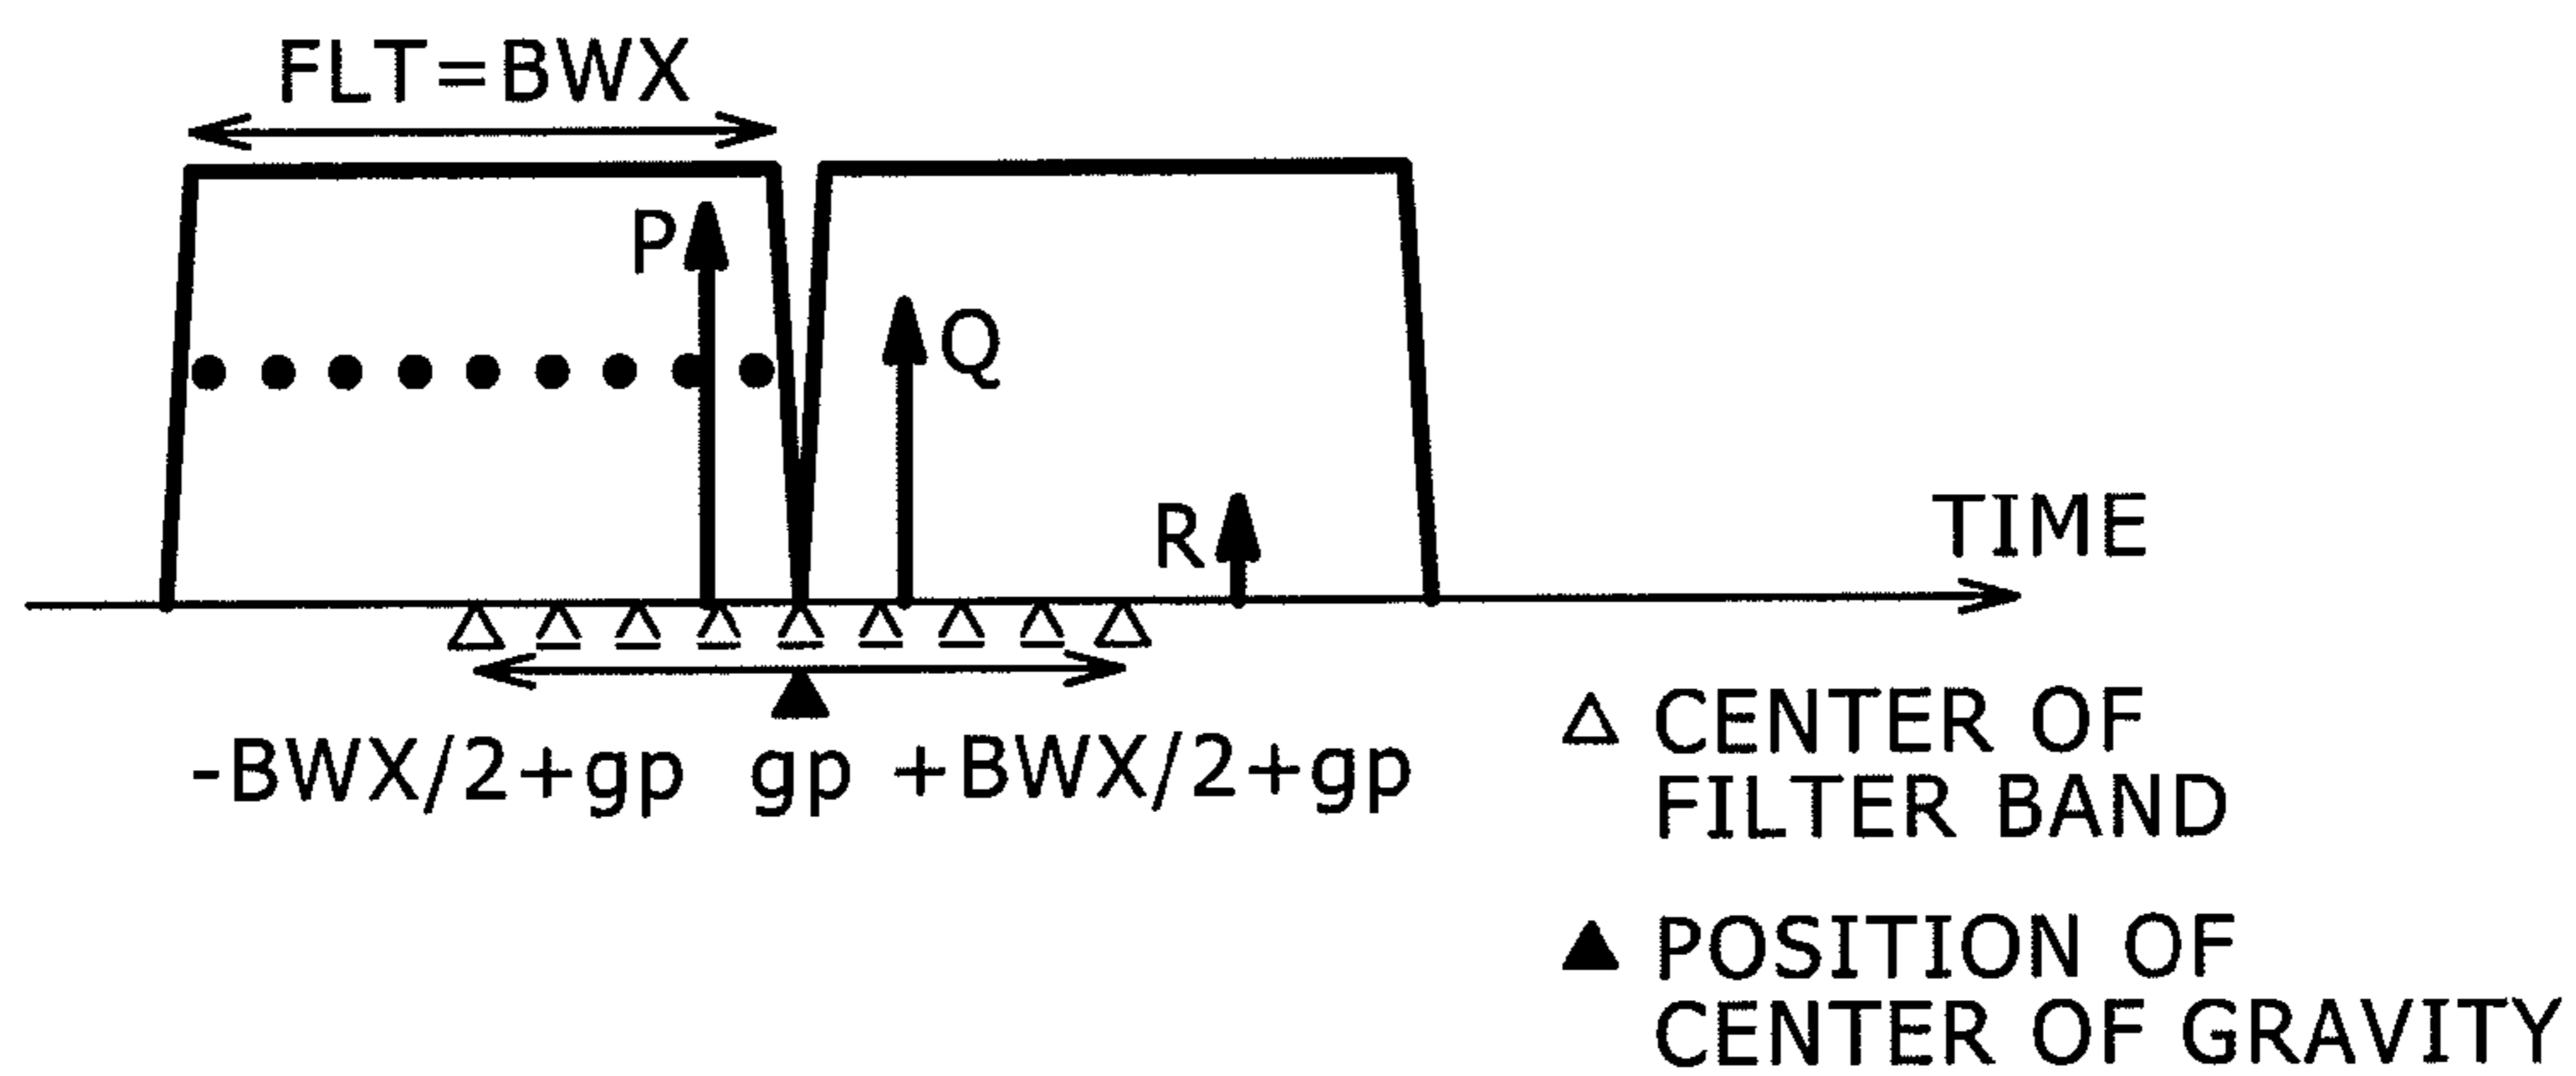 FLT=BWX
P
Q
R
TIME
-BWX/2+gp gp +BWX/2+gp
△ CENTER OF
FILTER BAND
▲ POSITION OF
CENTER OF GRAVITY